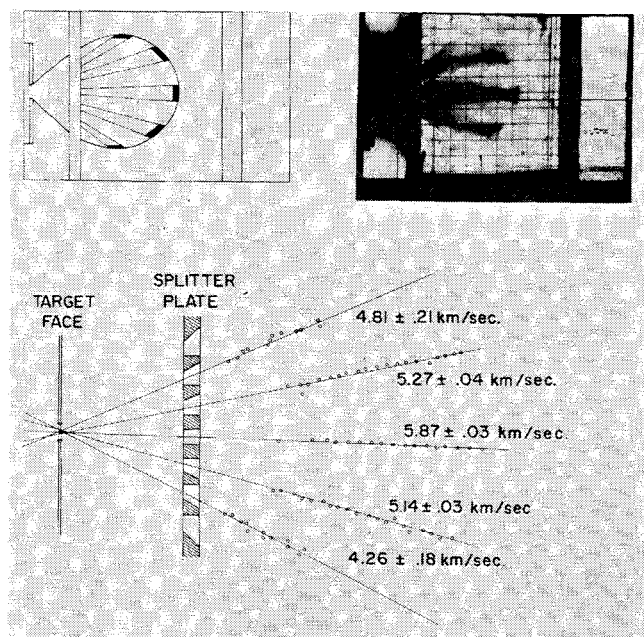 SPLITTER
PLATE
TARGET
FACE
4.81 ± .21 km/sec.
5.27 ± .04 km/sec.
5.87 ± .03 km/sec.
5.14 ± .03 km/sec
4.26 ± .18 km/sec.